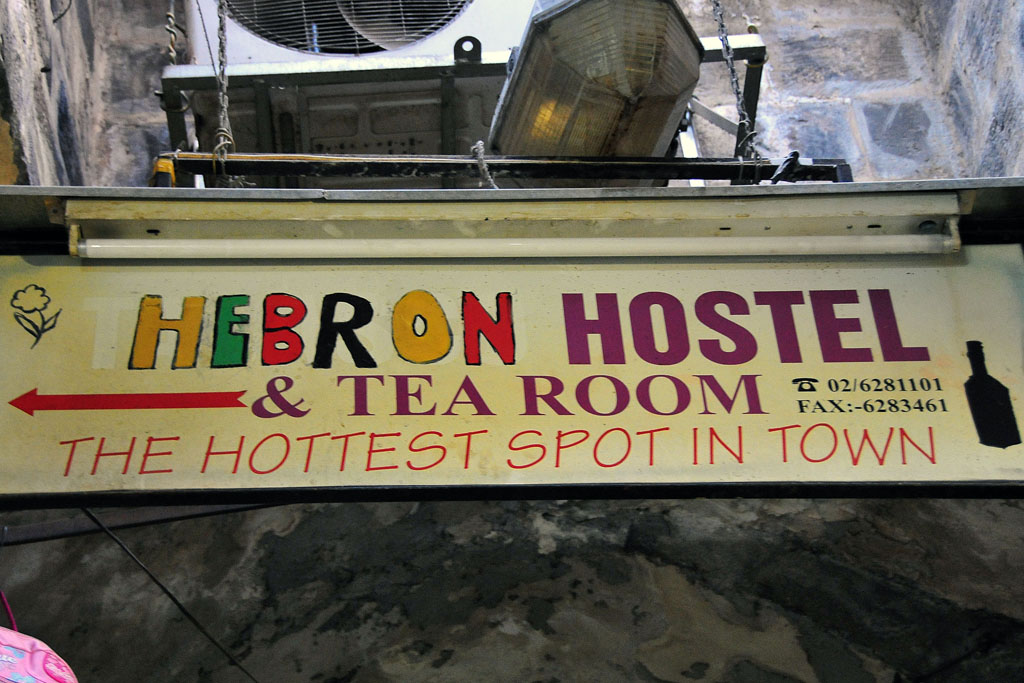 HEBRON HOSTEL
& TEA ROOM
☎ 02/6281101
FAX:-6283461
THE HOTTEST SPOT IN TOWN